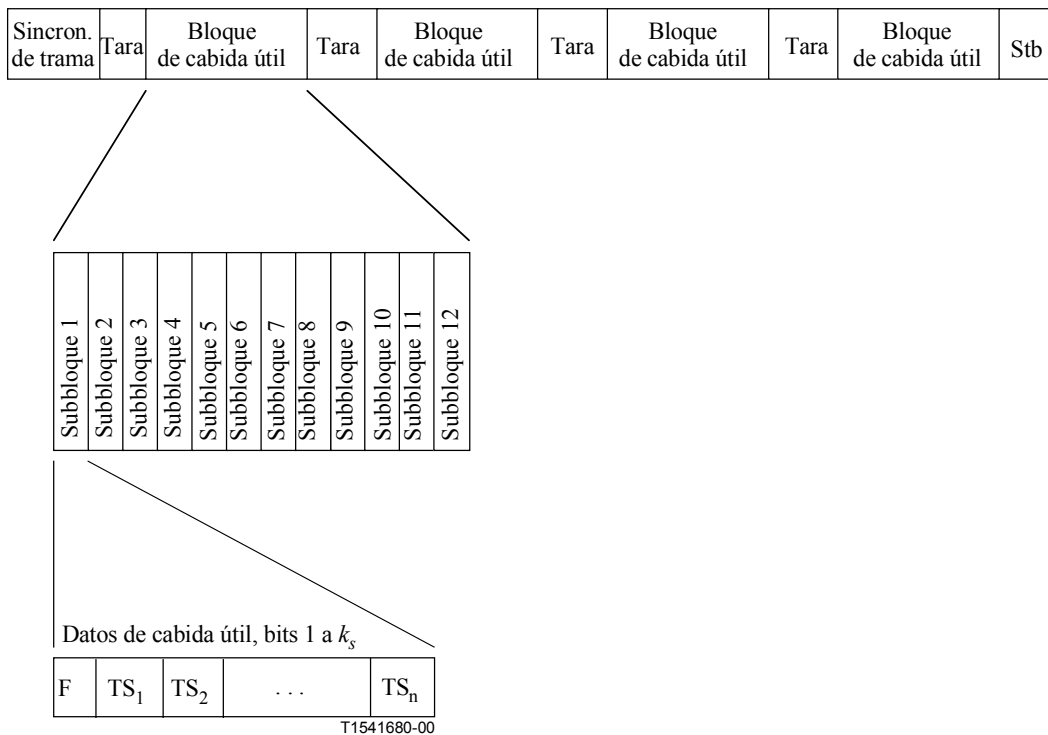 Sincron.
de trama
Tara
Bloque
de cabida útil
Tara
Bloque
de cabida útil
Tara
Bloque
de cabida útil
Tara
Bloque
de cabida útil
Stb
Subbloque 1
Subbloque 2
Subbloque 3
Subbloque 4
Subbloque 5
Subbloque 6
Subbloque 7
Subbloque 8
Subbloque 9
Subbloque 10
Subbloque 11
Subbloque 12
Datos de cabida útil, bits 1 a kₛ
F
TS₁
TS₂
. . .
TSₙ
T1541680-00